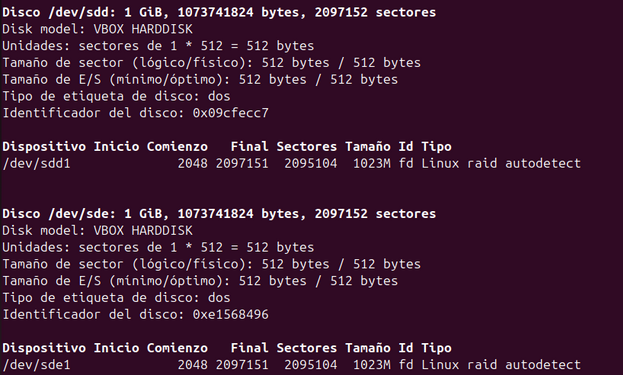 Disco /dev/sdd: 1 GiB, 1073741824 bytes, 2097152 sectores
Disk model: VBOX HARDDISK
Unidades: sectores de 1 * 512 = 512 bytes
Tamaño de sector (lógico/físico): 512 bytes / 512 bytes
Tamaño de E/S (mínimo/óptimo): 512 bytes / 512 bytes
Tipo de etiqueta de disco: dos
Identificador del disco: 0x09cfecc7
Dispositivo Inicio Comienzo   Final Sectores Tamaño Id Tipo
/dev/sdd1              2048 2097151  2095104  1023M fd Linux raid autodetect
Disco /dev/sde: 1 GiB, 1073741824 bytes, 2097152 sectores
Disk model: VBOX HARDDISK
Unidades: sectores de 1 * 512 = 512 bytes
Tamaño de sector (lógico/físico): 512 bytes / 512 bytes
Tamaño de E/S (mínimo/óptimo): 512 bytes / 512 bytes
Tipo de etiqueta de disco: dos
Identificador del disco: 0xe1568496
Dispositivo Inicio Comienzo   Final Sectores Tamaño Id Tipo
/dev/sde1              2048 2097151  2095104  1023M fd Linux raid autodetect